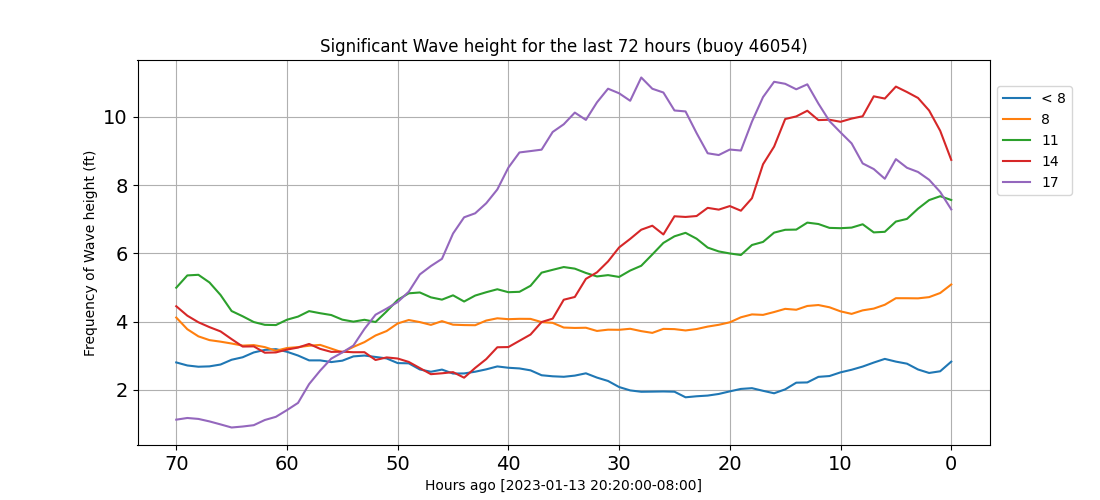 Significant Wave height for the last 72 hours (buoy 46054)
Frequency of Wave height (ft)
10
8
6
4
2
< 8
8
11
14
17
70 60 50 40 30 20 10 0
Hours ago [2023-01-13 20:20:00-08:00]